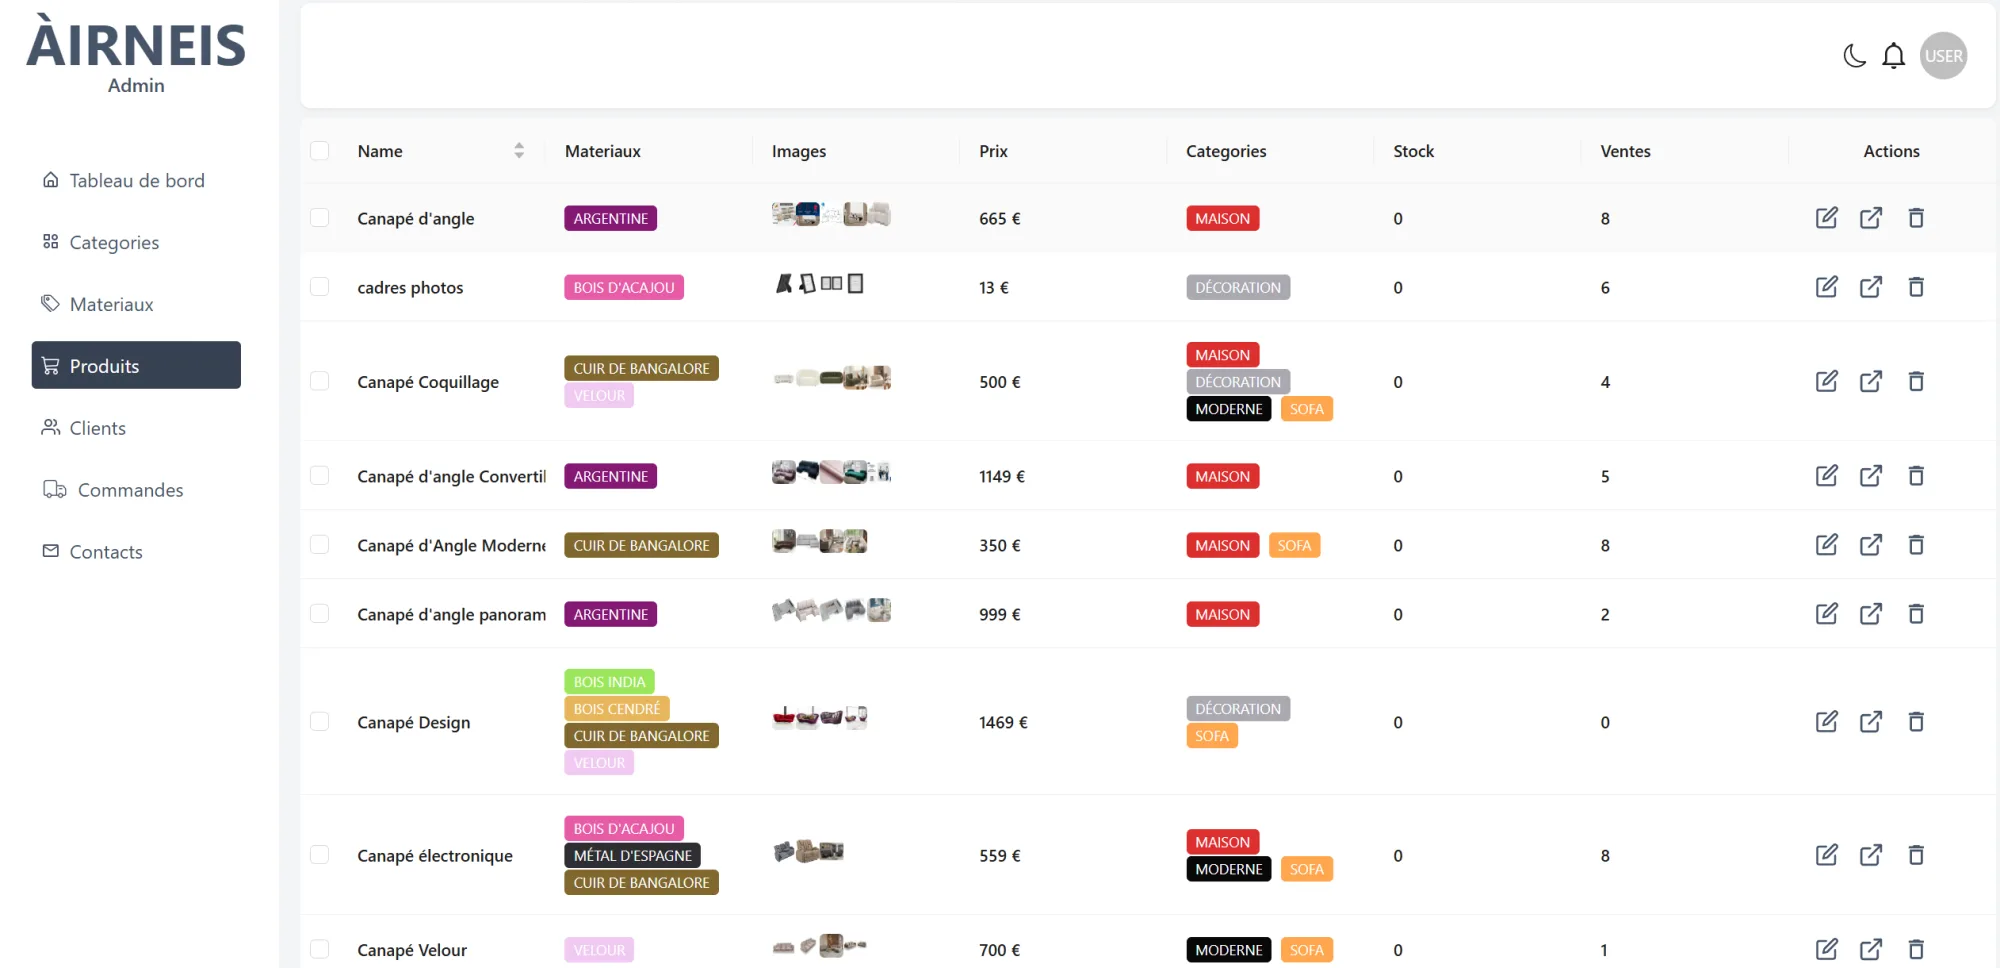 ÀIRNEIS
Admin
Tableau de bord
Categories
Materiaux
Produits
Clients
Commandes
Contacts
USER
Name Materiaux Images Prix Categories Stock Ventes Actions
Canapé d'angle ARGENTINE 665 € MAISON 0 8
cadres photos BOIS D'ACAJOU 13 € DÉCORATION 0 6
Canapé Coquillage CUIR DE BANGALORE 500 € MAISON 0 4
VELOUR DÉCORATION
MODERNE SOFA
Canapé d'angle Convertil ARGENTINE 1149 € MAISON 0 5
Canapé d'Angle Moderne CUIR DE BANGALORE 350 € MAISON SOFA 0 8
Canapé d'angle panoram ARGENTINE 999 € MAISON 0 2
BOIS INDIA
BOIS CENDRÉ DÉCORATION
Canapé Design CUIR DE BANGALORE 1469 € SOFA 0 0
VELOUR
BOIS D'ACAJOU MAISON
Canapé électronique MÉTAL D'ESPAGNE 559 € MODERNE SOFA 0 8
CUIR DE BANGALORE
Canapé Velour VELOUR 700 € MODERNE SOFA 0 1